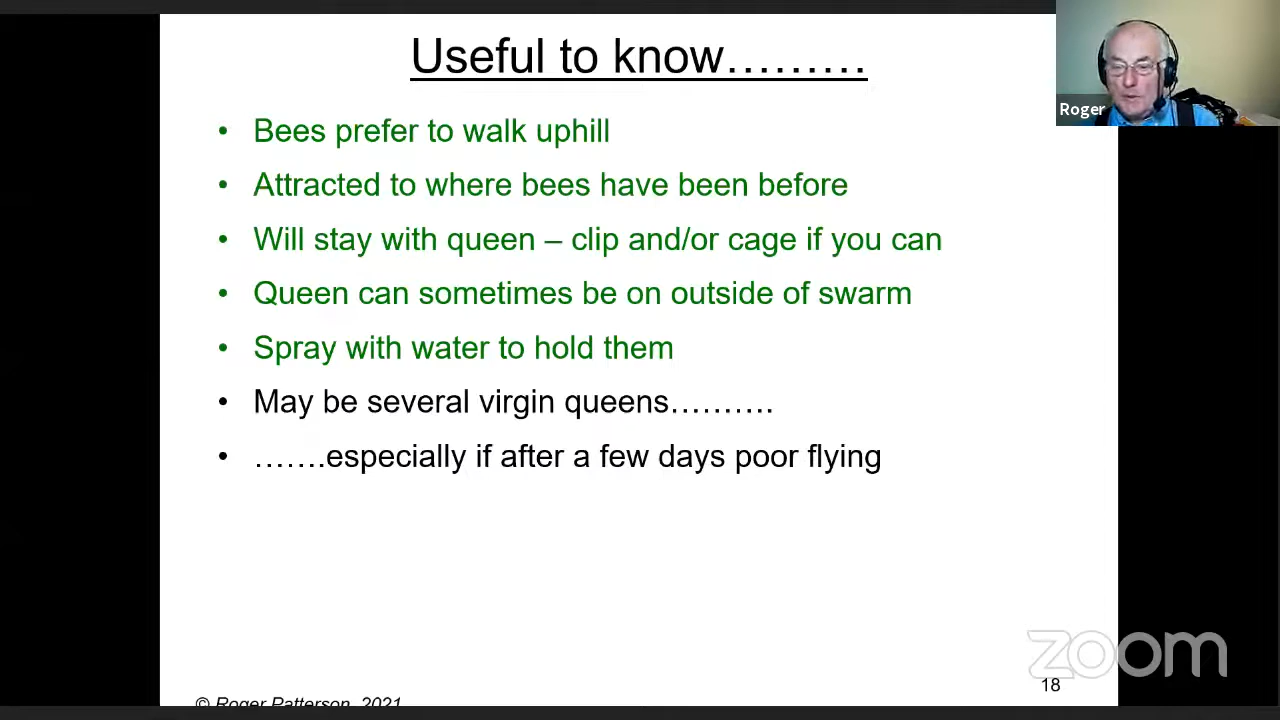 Useful to know………
Roger
• Bees prefer to walk uphill
• Attracted to where bees have been before
• Will stay with queen – clip and/or cage if you can
• Queen can sometimes be on outside of swarm
• Spray with water to hold them
• May be several virgin queens……….
• …….especially if after a few days poor flying
zoom
18
© Roger Patterson, 2021